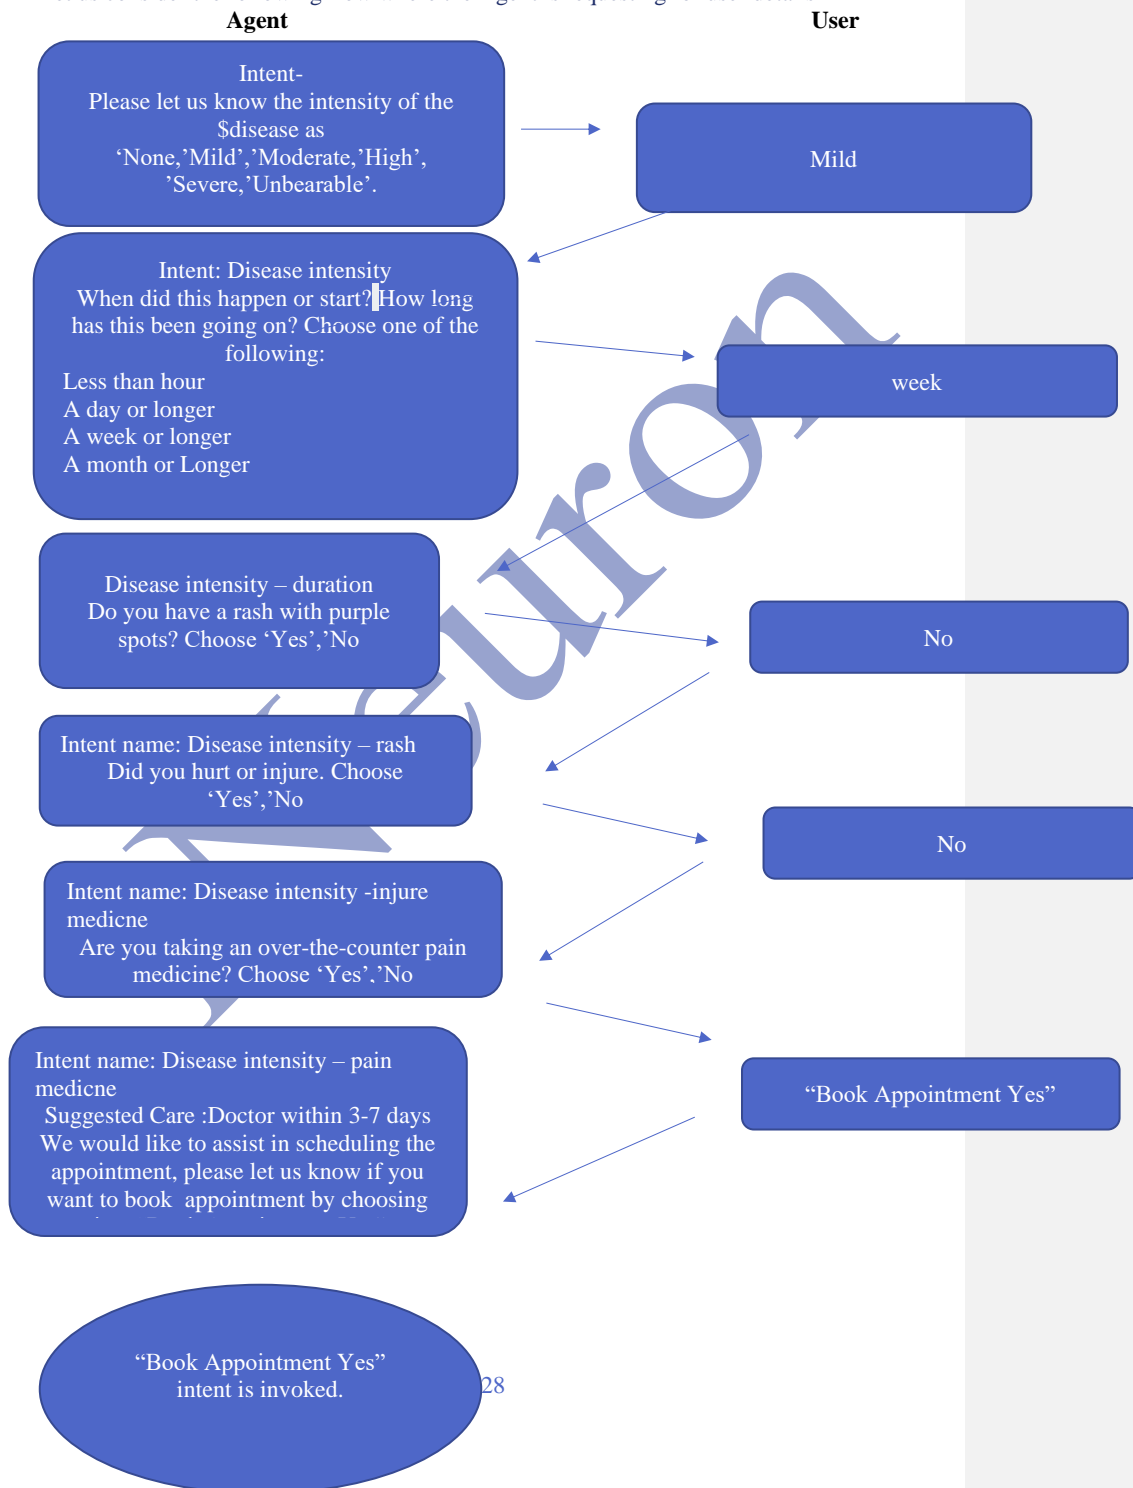 Agent
User
Intent-
Please let us know the intensity of the
$disease as
‘None,’Mild’,’Moderate,’High’,
’Severe,’Unbearable’.
Mild
Intent: Disease intensity
When did this happen or start? How long
has this been going on? Choose one of the
following:
Less than hour
A day or longer
A week or longer
A month or Longer
week
Disease intensity – duration
Do you have a rash with purple
spots? Choose ‘Yes’,’No
No
Intent name: Disease intensity – rash
Did you hurt or injure. Choose
‘Yes’,’No
No
Intent name: Disease intensity -injure
medicne
Are you taking an over-the-counter pain
medicine? Choose ‘Yes’,’No
Intent name: Disease intensity – pain
medicne
Suggested Care :Doctor within 3-7 days
We would like to assist in scheduling the
appointment, please let us know if you
want to book  appointment by choosing
“Book Appointment Yes”
“Book Appointment Yes”
intent is invoked.
28